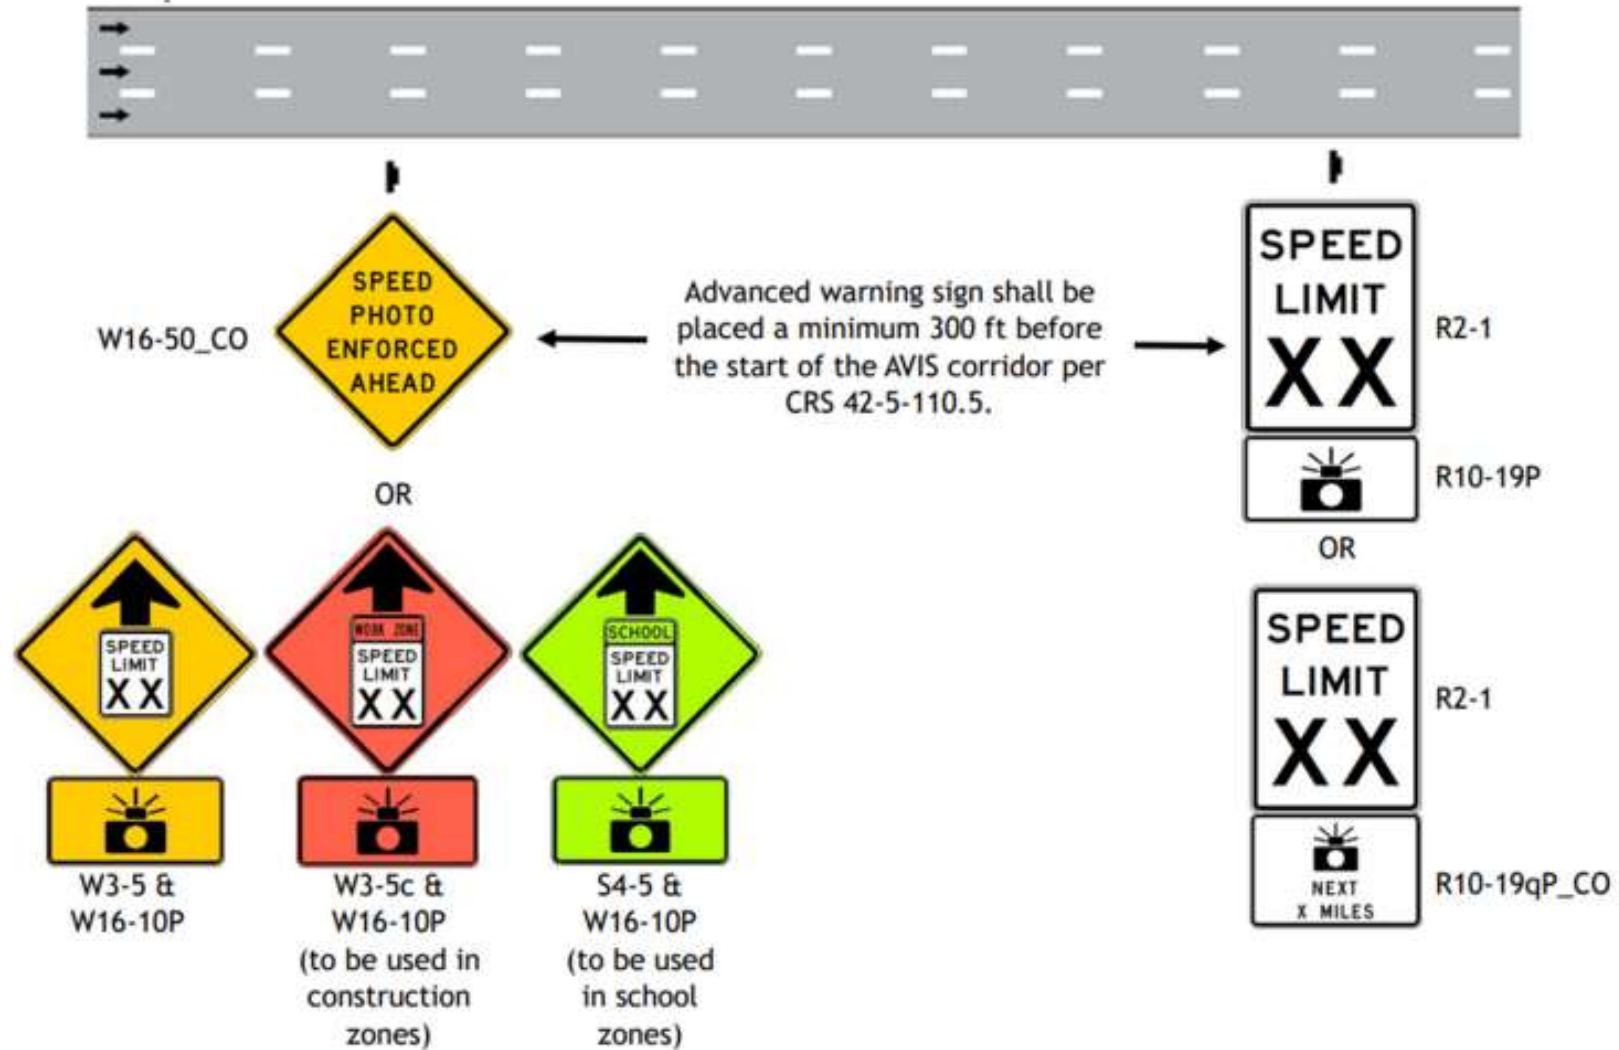 SPEED
PHOTO
ENFORCED
AHEAD
W16-50_CO
Advanced warning sign shall be
placed a minimum 300 ft before
the start of the AVIS corridor per
CRS 42-5-110.5.
SPEED
LIMIT
XX
R2-1
R10-19P
OR
SPEED
LIMIT
XX
R2-1
NEXT
X MILES
R10-19qP_CO
OR
SPEED
LIMIT
XX
W3-5 &
W16-10P
WORK ZONE
SPEED
LIMIT
XX
W3-5c &
W16-10P
(to be used in
construction
zones)
SCHOOL
SPEED
LIMIT
XX
S4-5 &
W16-10P
(to be used
in school
zones)